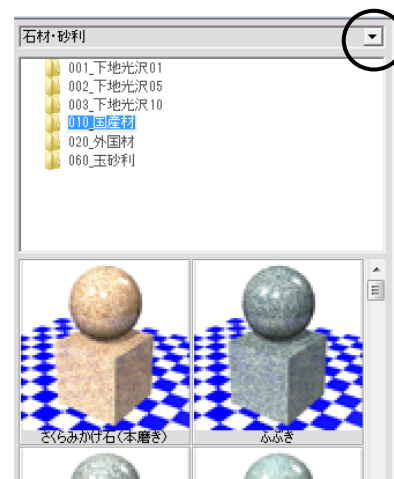 石材・砂利
001_下地光沢01
002_下地光沢05
003_下地光沢10
010_国産材
020_外国材
060_玉砂利
さくらみかげ石(本磨き)
ふぶき